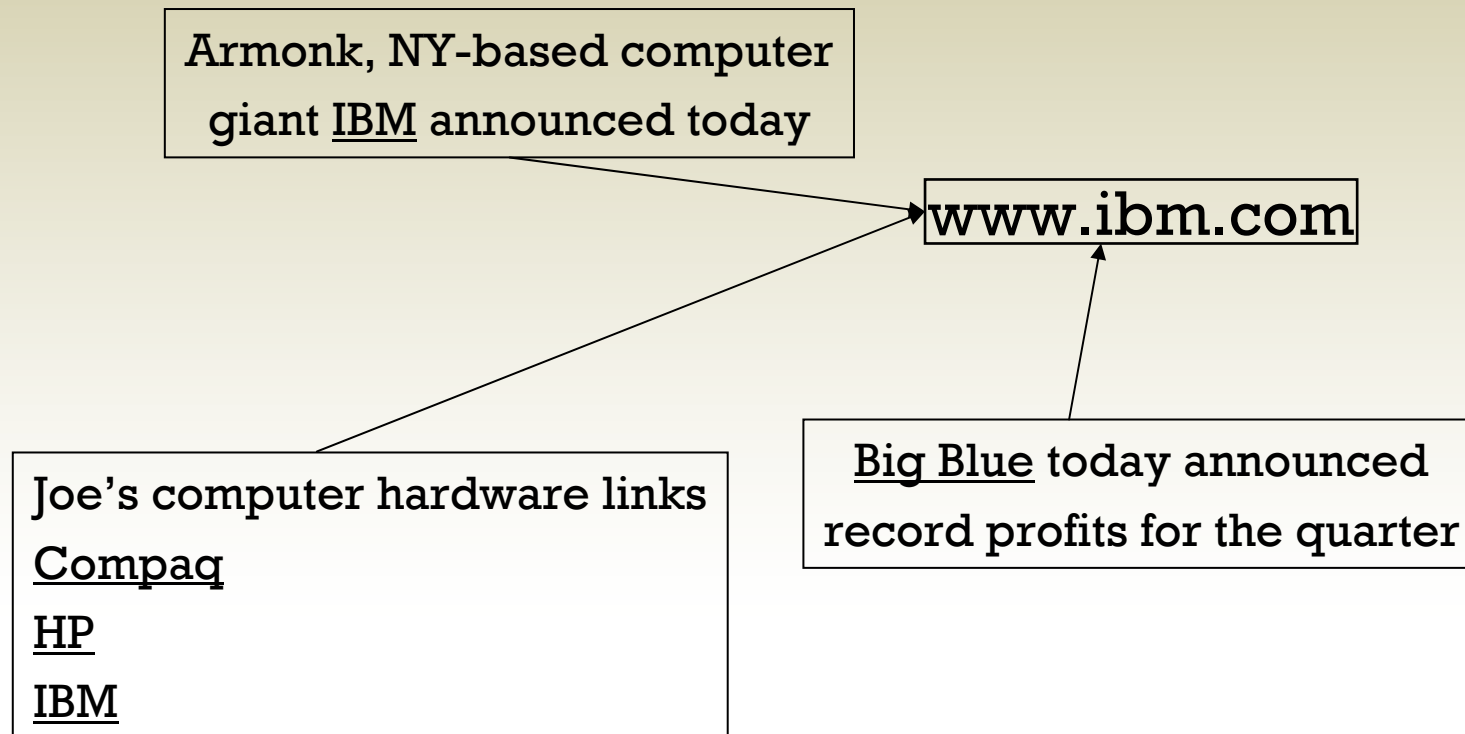 Armonk, NY-based computer
giant IBM announced today
www.ibm.com
Joe’s computer hardware links
Compaq
HP
IBM
Big Blue today announced
record profits for the quarter